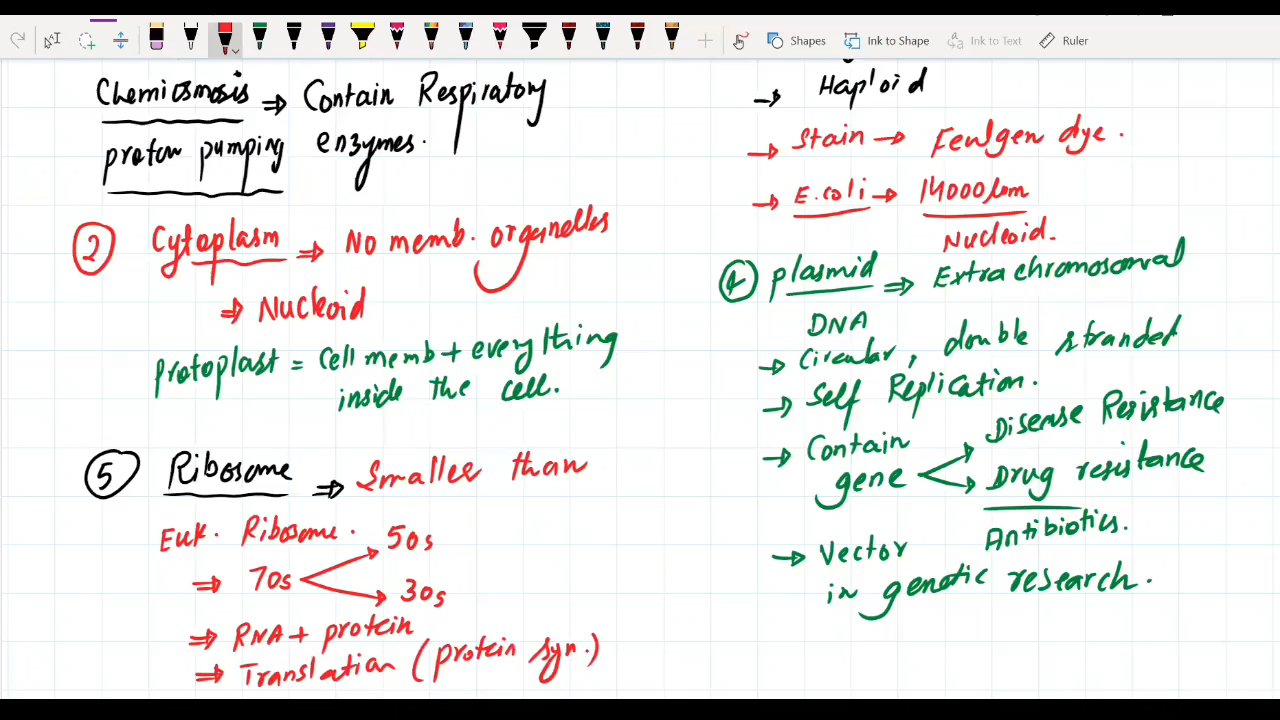 Shapes
Ink to Shape
Ink to Text
Ruler
Chemiosmosis ⇒ Contain Respiratory
proton pumping enzymes.
② Cytoplasm ⇒ No memb. organelles
⇒ Nucleoid
protoplast = cell memb + everything
inside the cell.
⑤ Ribosome ⇒ Smaller than
Euk. Ribosome.
50s
⇒ 70s
30s
⇒ RNA + protein
⇒ Translation (protein syn.)
→ Haploid
→ Stain → Feulgen dye.
→ E.coli → 14000 μm
Nucleoid.
④ plasmid ⇒ Extra chromosomal
DNA
→ Circular, double stranded
→ Self Replication.
→ Contain Disease Resistance
gene Drug resistance
Antibiotics.
→ Vector
in genetic research.